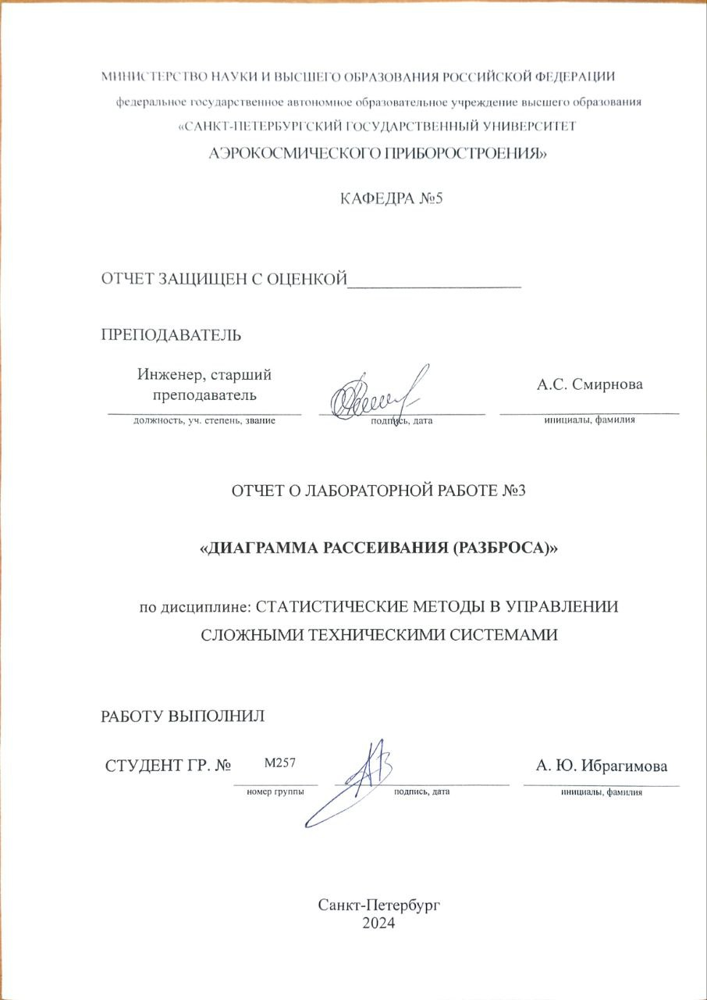 МИНИСТЕРСТВО НАУКИ И ВЫСШЕГО ОБРАЗОВАНИЯ РОССИЙСКОЙ ФЕДЕРАЦИИ
федеральное государственное автономное образовательное учреждение высшего образования
«САНКТ-ПЕТЕРБУРГСКИЙ ГОСУДАРСТВЕННЫЙ УНИВЕРСИТЕТ
АЭРОКОСМИЧЕСКОГО ПРИБОРОСТРОЕНИЯ»
КАФЕДРА №5
ОТЧЕТ ЗАЩИЩЕН С ОЦЕНКОЙ
ПРЕПОДАВАТЕЛЬ
Инженер, старший
преподаватель
А.С. Смирнова
должность, уч. степень, звание подпись, дата инициалы, фамилия
ОТЧЕТ О ЛАБОРАТОРНОЙ РАБОТЕ №3
«ДИАГРАММА РАССЕИВАНИЯ (РАЗБРОСА)»
по дисциплине: СТАТИСТИЧЕСКИЕ МЕТОДЫ В УПРАВЛЕНИИ
СЛОЖНЫМИ ТЕХНИЧЕСКИМИ СИСТЕМАМИ
РАБОТУ ВЫПОЛНИЛ
СТУДЕНТ ГР. № М257 А. Ю. Ибрагимова
номер группы подпись, дата инициалы, фамилия
Санкт-Петербург
2024